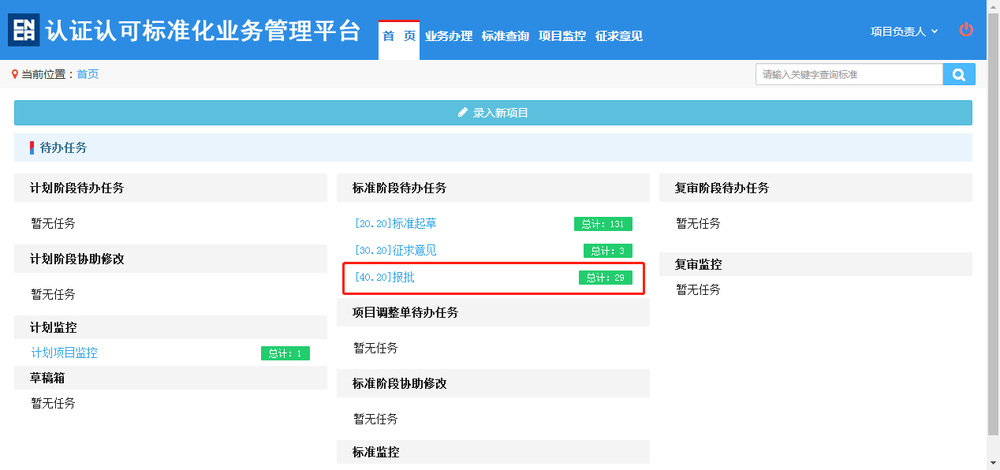 认证认可标准化业务管理平台
首 页 业务办理 标准查询 项目监控 征求意见
项目负责人
当前位置：首页
请输入关键字查询标准
录入新项目
待办任务
计划阶段待办任务
暂无任务
计划阶段协助修改
暂无任务
计划监控
计划项目监控 总计：1
草稿箱
暂无任务
标准阶段待办任务
[20.20]标准起草 总计：131
[30.20]征求意见 总计：3
[40.20]报批 总计：29
项目调整单待办任务
暂无任务
标准阶段协助修改
暂无任务
标准监控
复审阶段待办任务
暂无任务
复审监控
暂无任务